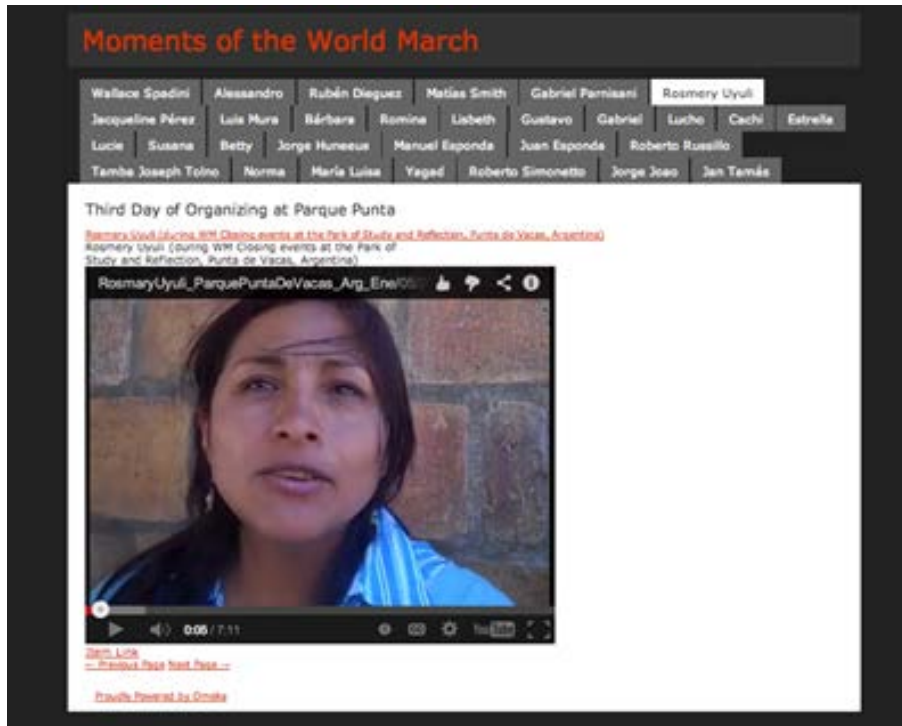 Moments of the World March
Wallace Spadini Alessandro Rubén Dieguez Matías Smith Gabriel Parnisani Rosmery Uyuli
Jacqueline Pérez Luis Mura Bárbara Romina Lisbeth Gustavo Gabriel Lucho Cachi Estrella
Lucie Susana Betty Jorge Huneeus Manuel Esponda Juan Esponda Roberto Russillo
Tamba Joseph Tolno Norma María Luisa Yagad Roberto Simonetto Jorge Joao Jan Tamás
Third Day of Organizing at Parque Punta
Rosmery Uyuli (during WM Closing events at the Park of Study and Reflection, Punta de Vacas, Argentina)
Rosmery Uyuli (during WM Closing events at the Park of
Study and Reflection, Punta de Vacas, Argentina)
RosmaryUyuli_ParquePuntaDeVacas_Arg_Ene/05
0:05 / 7:11 CC YouTube
Item Link
← Previous Page Next Page →
Proudly Powered by Omeka